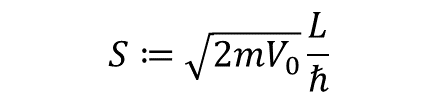 S ≔ √(2mV₀) L/ℏ